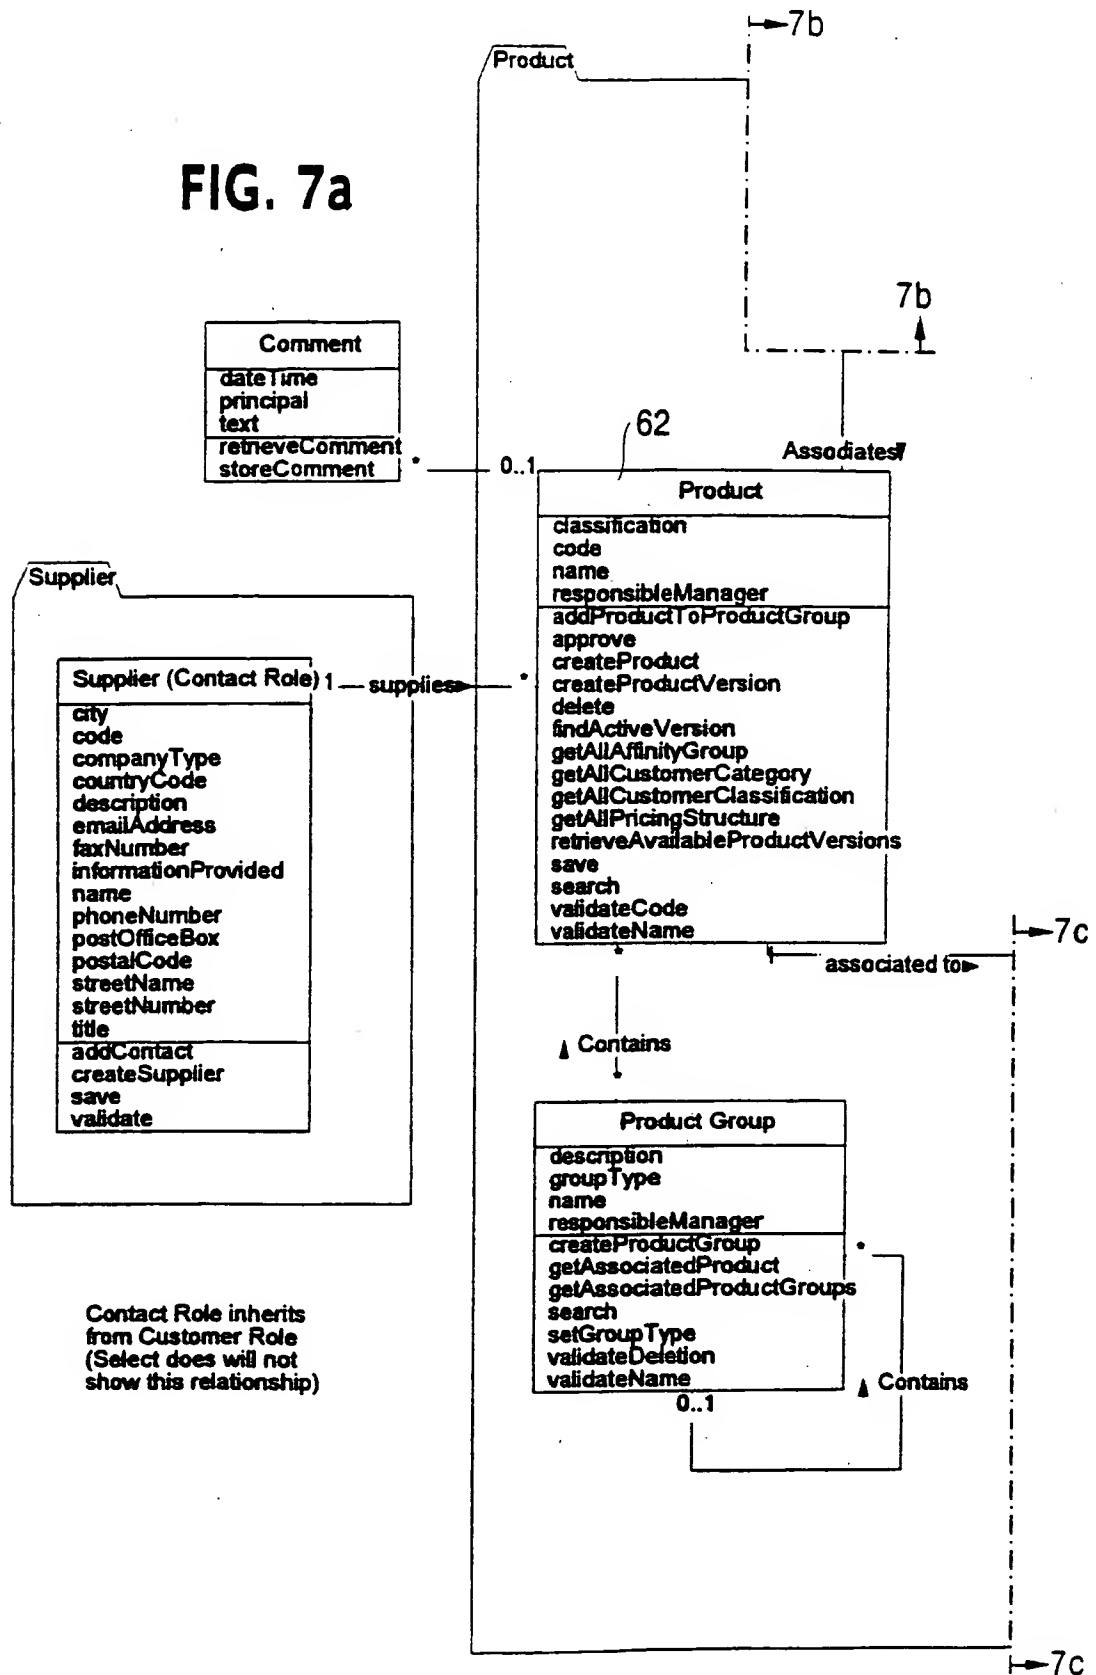 7b
Product
FIG. 7a
7b
Comment
dateTime
principal
text
retrieveComment
storeComment
*
0..1
62
Associates
Product
classification
code
name
responsibleManager
addProductToProductGroup
approve
createProduct
createProductVersion
delete
findActiveVersion
getAllAffinityGroup
getAllCustomerCategory
getAllCustomerClassification
getAllPricingStructure
retrieveAvailableProductVersions
save
search
validateCode
validateName
Supplier
Supplier (Contact Role)
1
supplies
*
city
code
companyType
countryCode
description
emailAddress
faxNumber
informationProvided
name
phoneNumber
postOfficeBox
postalCode
streetName
streetNumber
title
addContact
createSupplier
save
validate
7c
associated to
*
Contains
*
Product Group
description
groupType
name
responsibleManager
createProductGroup
getAssociatedProduct
getAssociatedProductGroups
search
setGroupType
validateDeletion
validateName
*
Contains
0..1
Contact Role inherits
from Customer Role
(Select does will not
show this relationship)
7c